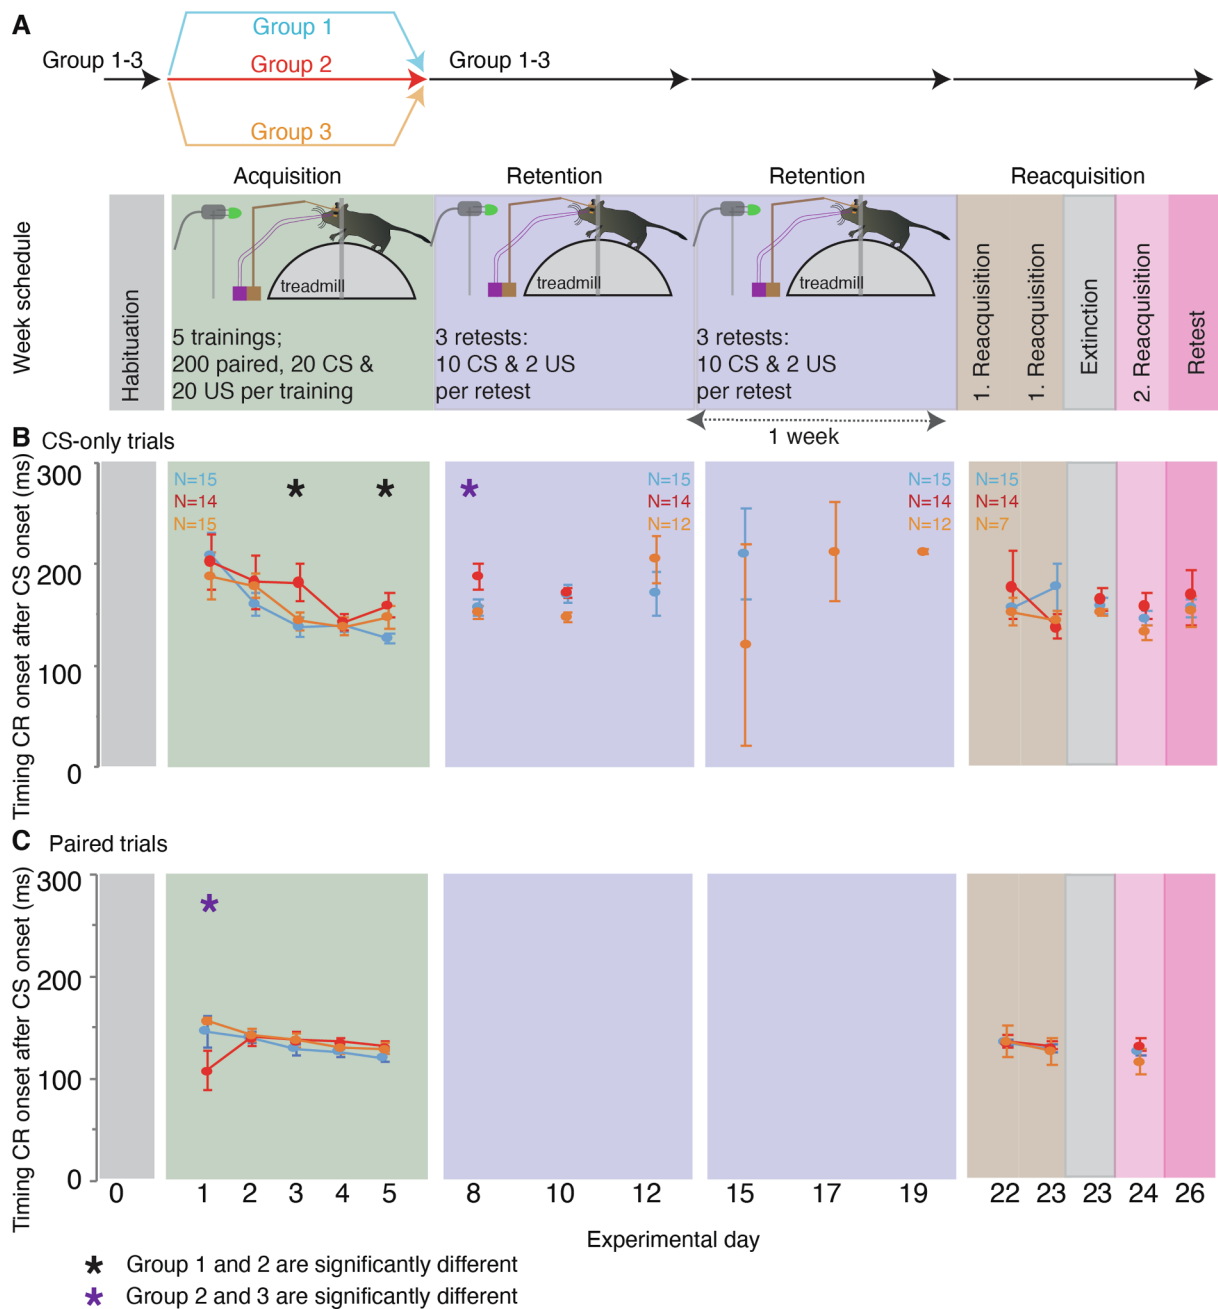 A
Group 1
Group 1-3
Group 2
Group 1-3
Group 3
Acquisition
Retention
Retention
Reacquisition
Week schedule
Habituation
treadmill
5 trainings;
200 paired, 20 CS &
20 US per training
treadmill
3 retests:
10 CS & 2 US
per retest
treadmill
3 retests:
10 CS & 2 US
per retest
1. Reacquisition
1. Reacquisition
Extinction
2. Reacquisition
Retest
1 week
B CS-only trials
Timing CR onset after CS onset (ms)
300
200
100
0
N=15
N=14
N=15
*
*
*
N=15
N=14
N=12
N=15
N=14
N=12
N=15
N=14
N=7
C Paired trials
Timing CR onset after CS onset (ms)
300
200
100
0
*
0 1 2 3 4 5 8 10 12 15 17 19 22 23 23 24 26
Experimental day
* Group 1 and 2 are significantly different
* Group 2 and 3 are significantly different